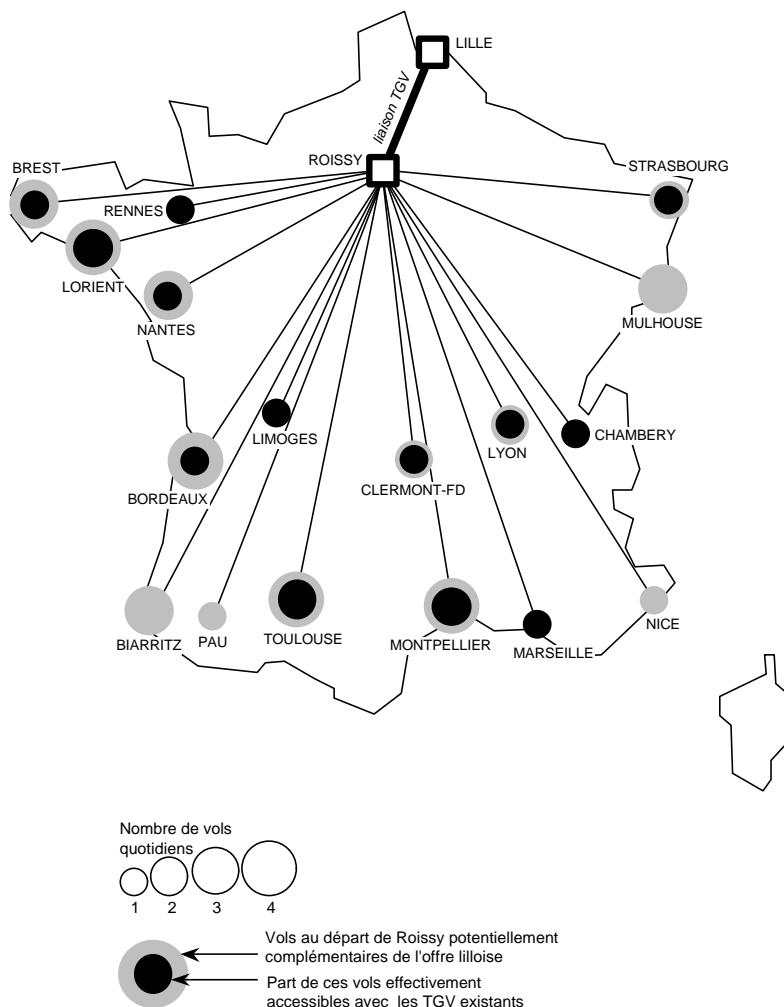 LILLE
liaison TGV
ROISSY
BREST
STRASBOURG
RENNES
LORIENT
NANTES
MULHOUSE
LIMOGES
LYON
CHAMBERY
BORDEAUX
CLERMONT-FD
BIARRITZ
PAU
TOULOUSE
MONTPELLIER
MARSEILLE
NICE
Nombre de vols
quotidiens
1 2 3 4
Vols au départ de Roissy potentiellement
complémentaires de l'offre lilloise
Part de ces vols effectivement
accessibles avec les TGV existants